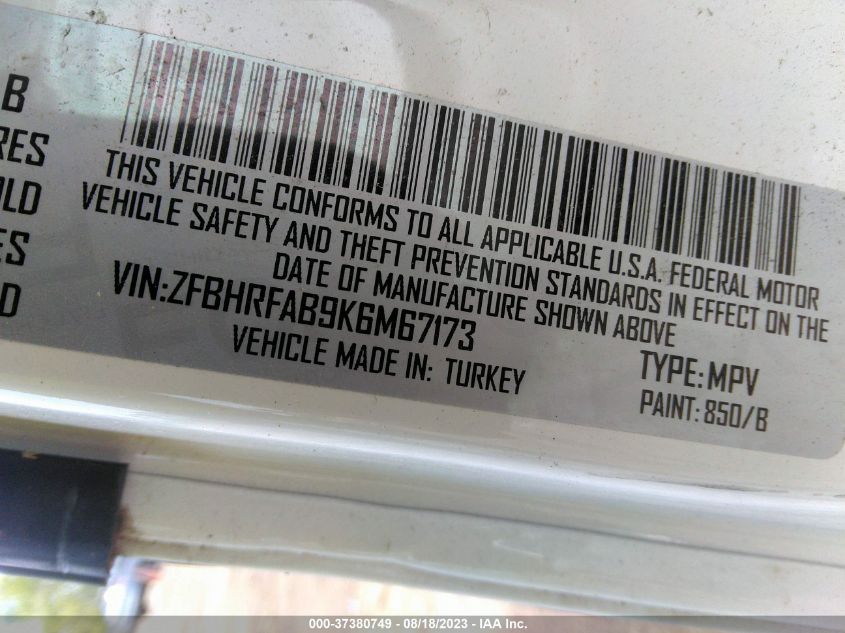 B
RES
ULD
ES
D
THIS VEHICLE CONFORMS TO ALL APPLICABLE U.S.A. FEDERAL MOTOR
VEHICLE SAFETY AND THEFT PREVENTION STANDARDS IN EFFECT ON THE
DATE OF MANUFACTURE SHOWN ABOVE
VIN:ZFBHRFAB9K6M67173
TYPE: MPV
VEHICLE MADE IN: TURKEY
PAINT: 850/B
000-37380749 - 08/18/2023 - IAA Inc.